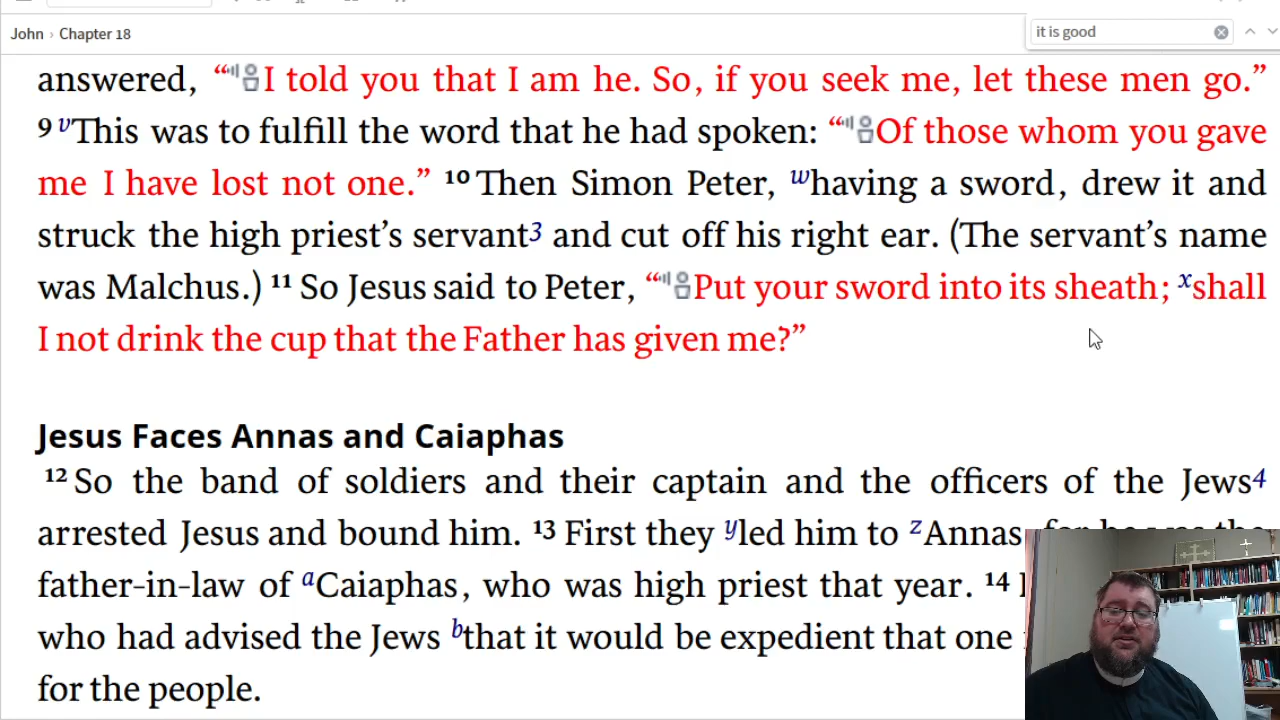 John › Chapter 18
it is good
answered, “I told you that I am he. So, if you seek me, let these men go.”
9 vThis was to fulfill the word that he had spoken: “Of those whom you gave
me I have lost not one.” 10 Then Simon Peter, whaving a sword, drew it and
struck the high priest’s servant3 and cut off his right ear. (The servant’s name
was Malchus.) 11 So Jesus said to Peter, “Put your sword into its sheath; xshall
I not drink the cup that the Father has given me?”
Jesus Faces Annas and Caiaphas
12 So the band of soldiers and their captain and the officers of the Jews4
arrested Jesus and bound him. 13 First they yled him to zAnnas,
father-in-law of aCaiaphas, who was high priest that year. 14
who had advised the Jews bthat it would be expedient that one
for the people.